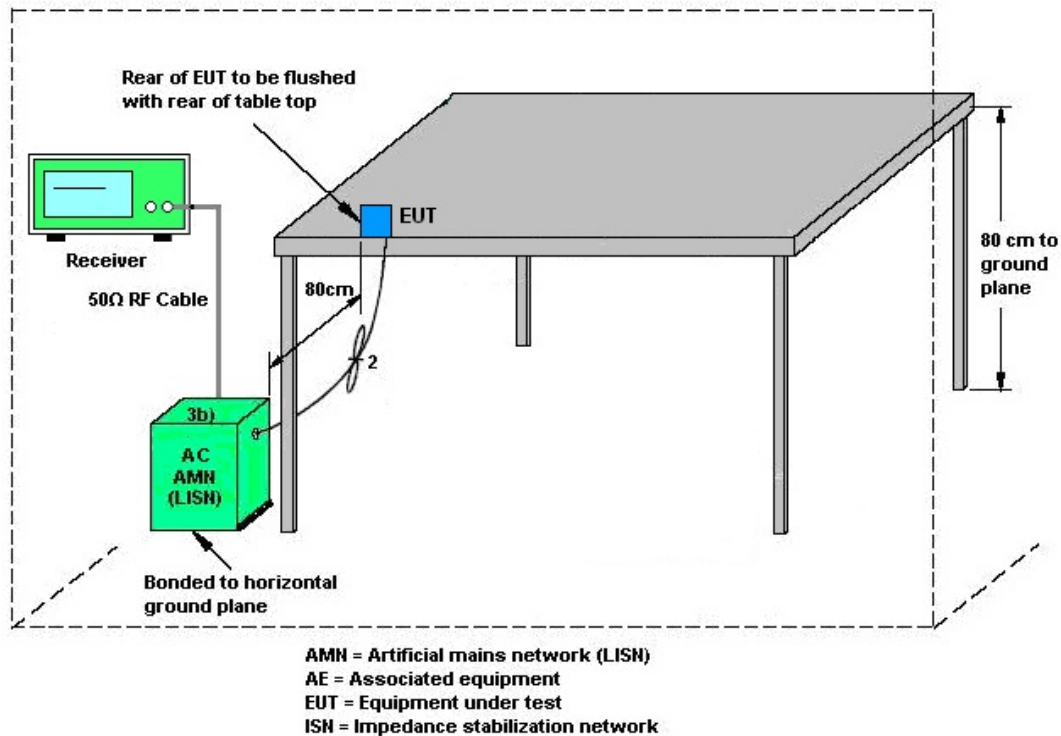 Rear of EUT to be flushed
with rear of table top
EUT
Receiver
50Ω RF Cable
80cm
2
80 cm to
ground
plane
3b)
AC
AMN
(LISN)
Bonded to horizontal
ground plane
AMN = Artificial mains network (LISN)
AE = Associated equipment
EUT = Equipment under test
ISN = Impedance stabilization network